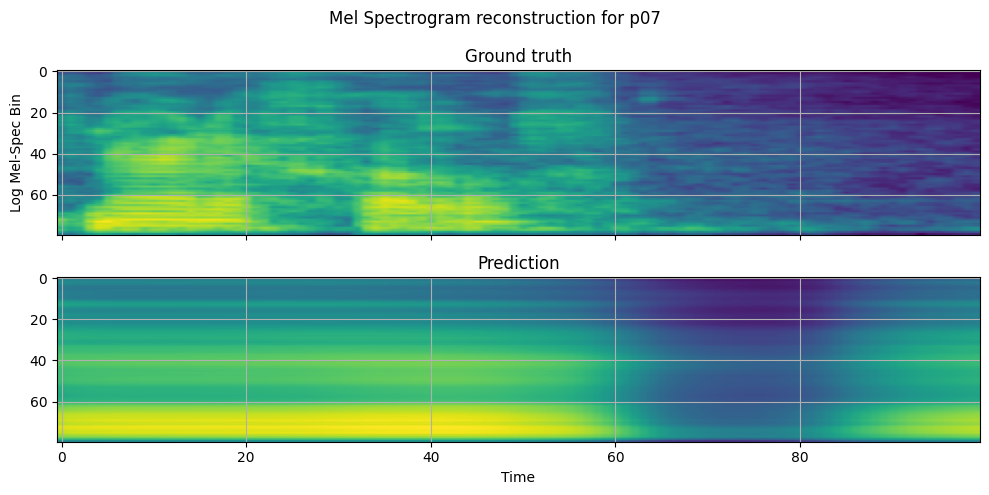 Mel Spectrogram reconstruction for p07
Ground truth
0
20
40
60
Log Mel-Spec Bin
Prediction
0
20
40
60
0 20 40 60 80
Time